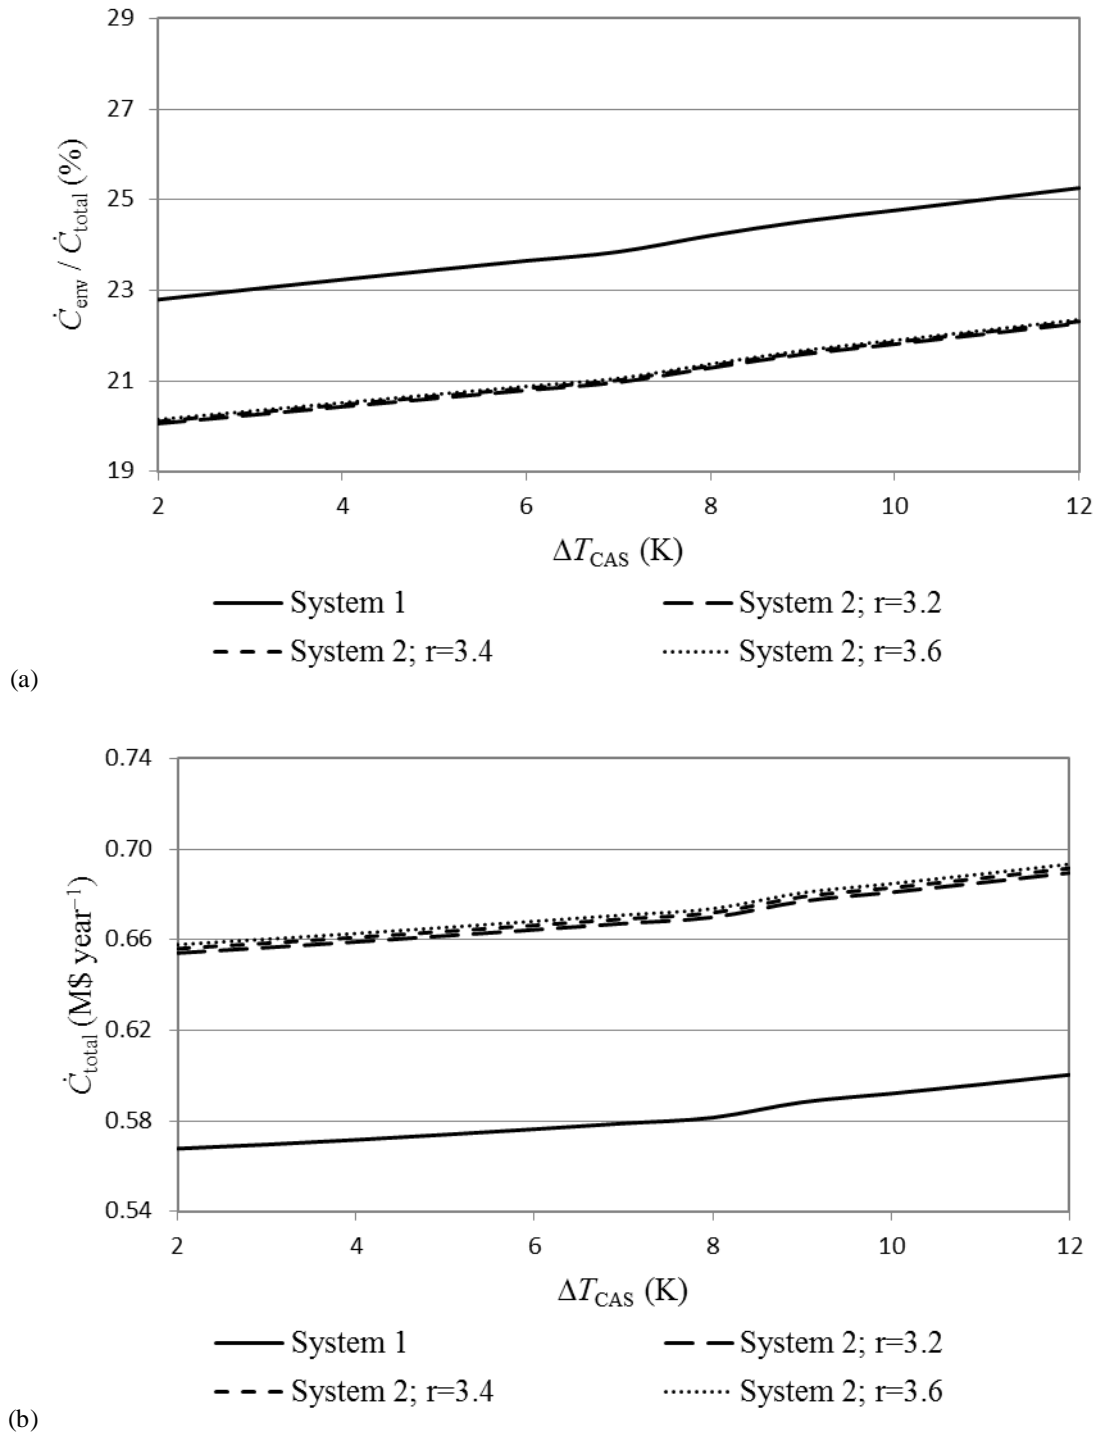 29
27
25
23
21
19
Ċenv / Ċtotal (%)
2 4 6 8 10 12
ΔTCAS (K)
System 1 System 2; r=3.2
System 2; r=3.4 System 2; r=3.6
(a)
0.74
0.70
0.66
0.62
0.58
0.54
Ċtotal (M$ year⁻¹)
2 4 6 8 10 12
ΔTCAS (K)
System 1 System 2; r=3.2
System 2; r=3.4 System 2; r=3.6
(b)